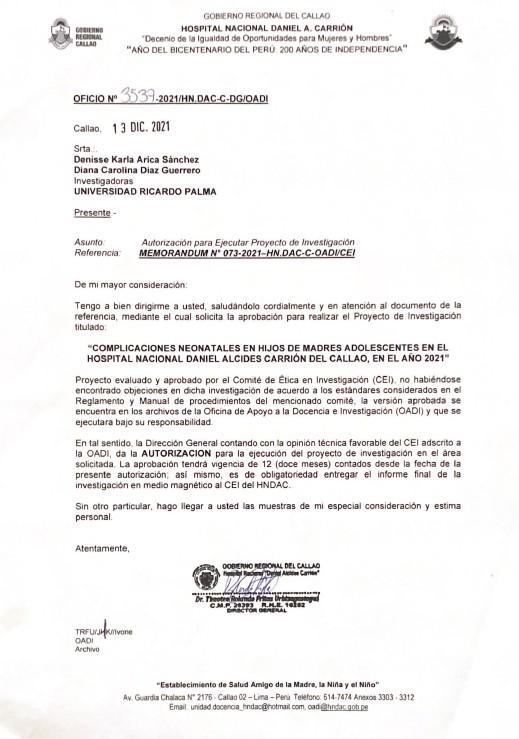 GOBIERNO REGIONAL DEL CALLAO
HOSPITAL NACIONAL DANIEL A. CARRIÓN
"Decenio de la Igualdad de Oportunidades para Mujeres y Hombres"
"AÑO DEL BICENTENARIO DEL PERÚ: 200 AÑOS DE INDEPENDENCIA"
GOBIERNO
REGIONAL
CALLAO
OFICIO Nº 3537-2021/HN.DAC-C-DG/OADI
Callao, 13 DIC. 2021
Srta.:.
Denisse Karla Arica Sánchez
Diana Carolina Diaz Guerrero
Investigadoras
UNIVERSIDAD RICARDO PALMA
Presente.-
Asunto: Autorización para Ejecutar Proyecto de Investigación
Referencia: MEMORANDUM N° 073-2021–HN.DAC-C-OADI/CEI
De mi mayor consideración:
Tengo a bien dirigirme a usted, saludándolo cordialmente y en atención al documento de la
referencia, mediante el cual solicita la aprobación para realizar el Proyecto de Investigación
titulado:
"COMPLICACIONES NEONATALES EN HIJOS DE MADRES ADOLESCENTES EN EL
HOSPITAL NACIONAL DANIEL ALCIDES CARRIÓN DEL CALLAO, EN EL AÑO 2021"
Proyecto evaluado y aprobado por el Comité de Ética en Investigación (CEI), no habiéndose
encontrado objeciones en dicha investigación de acuerdo a los estándares considerados en el
Reglamento y Manual de procedimientos del mencionado comité, la versión aprobada se
encuentra en los archivos de la Oficina de Apoyo a la Docencia e Investigación (OADI) y que se
ejecutara bajo su responsabilidad.
En tal sentido, la Dirección General contando con la opinión técnica favorable del CEI adscrito a
la OADI, da la AUTORIZACION para la ejecución del proyecto de investigación en el área
solicitada. La aprobación tendrá vigencia de 12 (doce meses) contados desde la fecha de la
presente autorización; así mismo, es de obligatoriedad entregar el informe final de la
investigación en medio magnético al CEI del HNDAC.
Sin otro particular, hago llegar a usted las muestras de mi especial consideración y estima
personal.
Atentamente,
GOBIERNO REGIONAL DEL CALLAO
Hospital Nacional "Daniel Alcides Carrión"
Dr. Rolando Frias
C.M.P. 26393 R.N.E. 16282
DIRECTOR GENERAL
TRFU/JHK/Ivone
OADI
Archivo
"Establecimiento de Salud Amigo de la Madre, la Niña y el Niño"
Av. Guardia Chalaca N° 2176 - Callao 02 – Lima – Perú Teléfono: 614-7474 Anexos 3303 - 3312
Email: unidad.docencia_hndac@hotmail.com, oadi@hndac.gob.pe